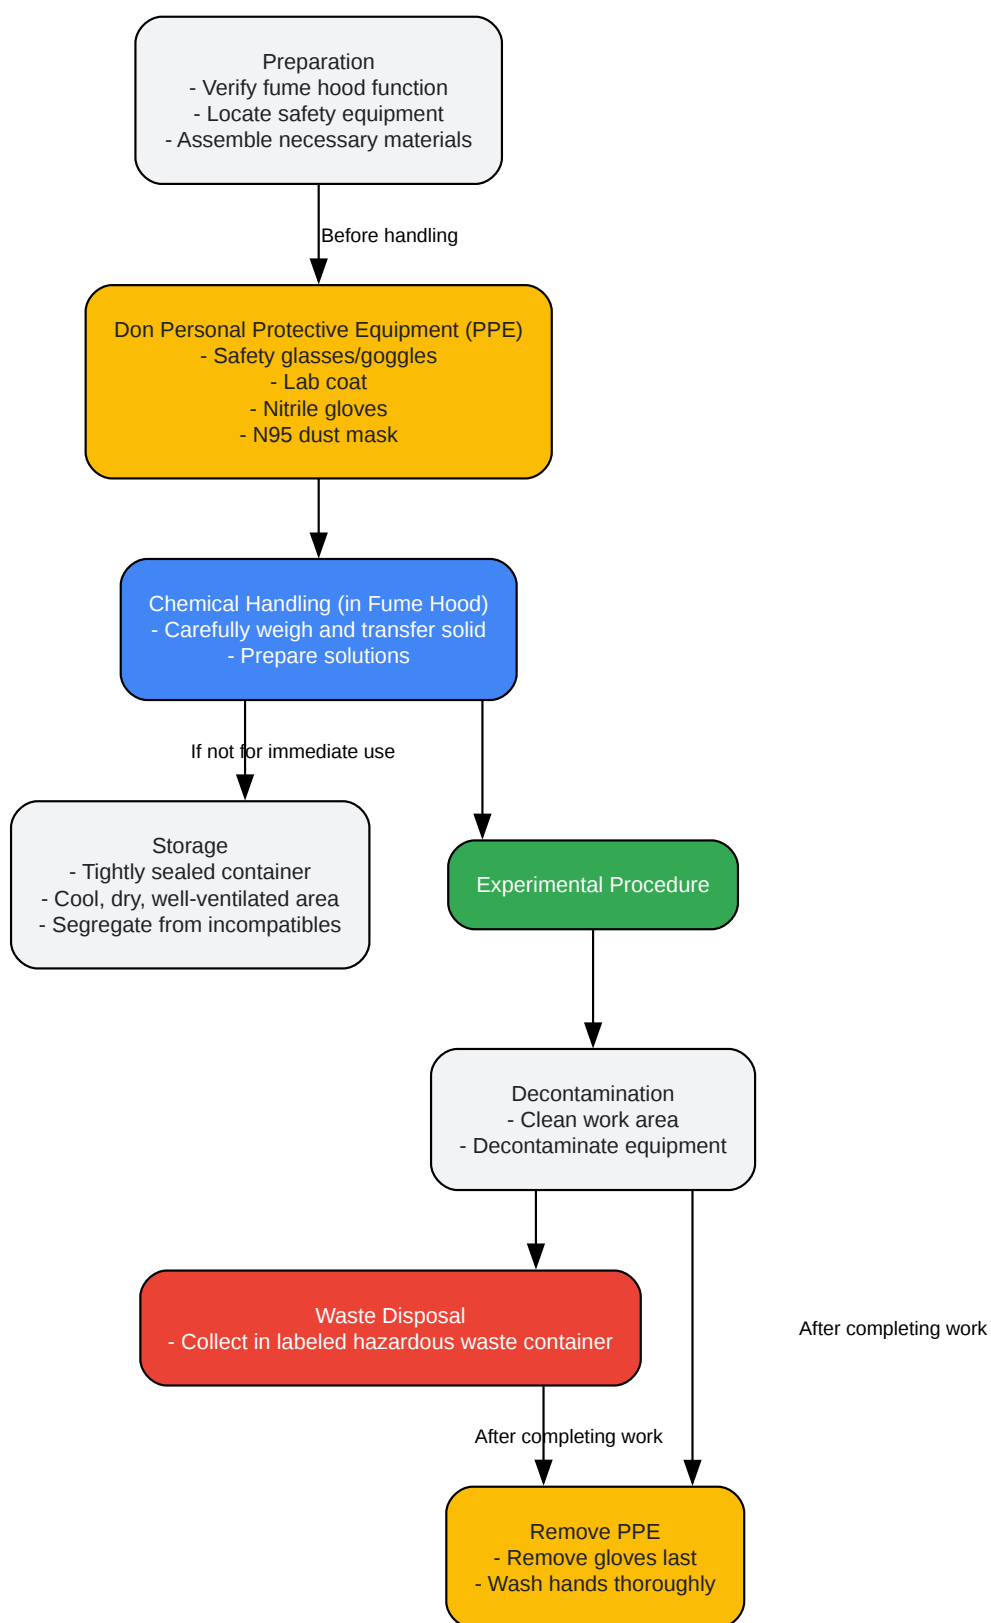 Preparation
- Verify fume hood function
- Locate safety equipment
- Assemble necessary materials
Before handling
Don Personal Protective Equipment (PPE)
- Safety glasses/goggles
- Lab coat
- Nitrile gloves
- N95 dust mask
Chemical Handling (in Fume Hood)
- Carefully weigh and transfer solid
- Prepare solutions
If not for immediate use
Storage
- Tightly sealed container
- Cool, dry, well-ventilated area
- Segregate from incompatibles
Experimental Procedure
Decontamination
- Clean work area
- Decontaminate equipment
Waste Disposal
- Collect in labeled hazardous waste container
After completing work
After completing work
Remove PPE
- Remove gloves last
- Wash hands thoroughly